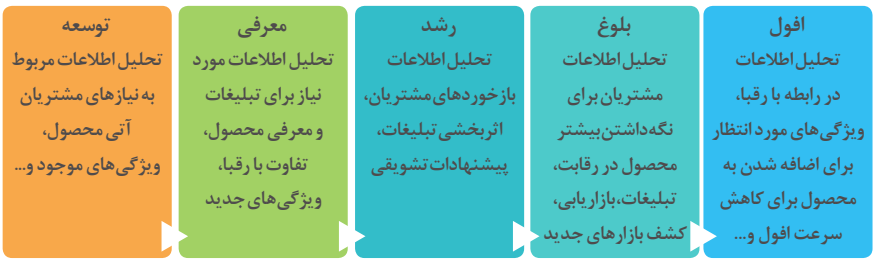 توسعه
تحلیل اطلاعات مربوط
به نیازهای مشتریان
آتی محصول،
ویژگی‌های موجود و...
معرفی
تحلیل اطلاعات مورد
نیاز برای تبلیغات
و معرفی محصول،
تفاوت با رقبا،
ویژگی‌های جدید
رشد
تحلیل اطلاعات
بازخوردهای مشتریان،
اثربخشی تبلیغات،
پیشنهادات تشویقی
بلوغ
تحلیل اطلاعات
مشتریان برای
نگه‌داشتن بیشتر
محصول در رقابت،
تبلیغات،بازاریابی،
کشف بازارهای جدید
افول
تحلیل اطلاعات
در رابطه با رقبا،
ویژگی‌های مورد انتظار
برای اضافه شدن به
محصول برای کاهش
سرعت افول و...